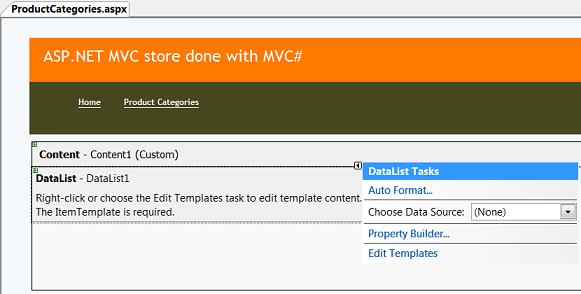 ProductCategories.aspx
ASP.NET MVC store done with MVC#
Home Product Categories
Content - Content1 (Custom)
DataList - DataList1
Right-click or choose the Edit Templates task to edit template content.
The ItemTemplate is required.
DataList Tasks
Auto Format...
Choose Data Source: (None)
Property Builder...
Edit Templates